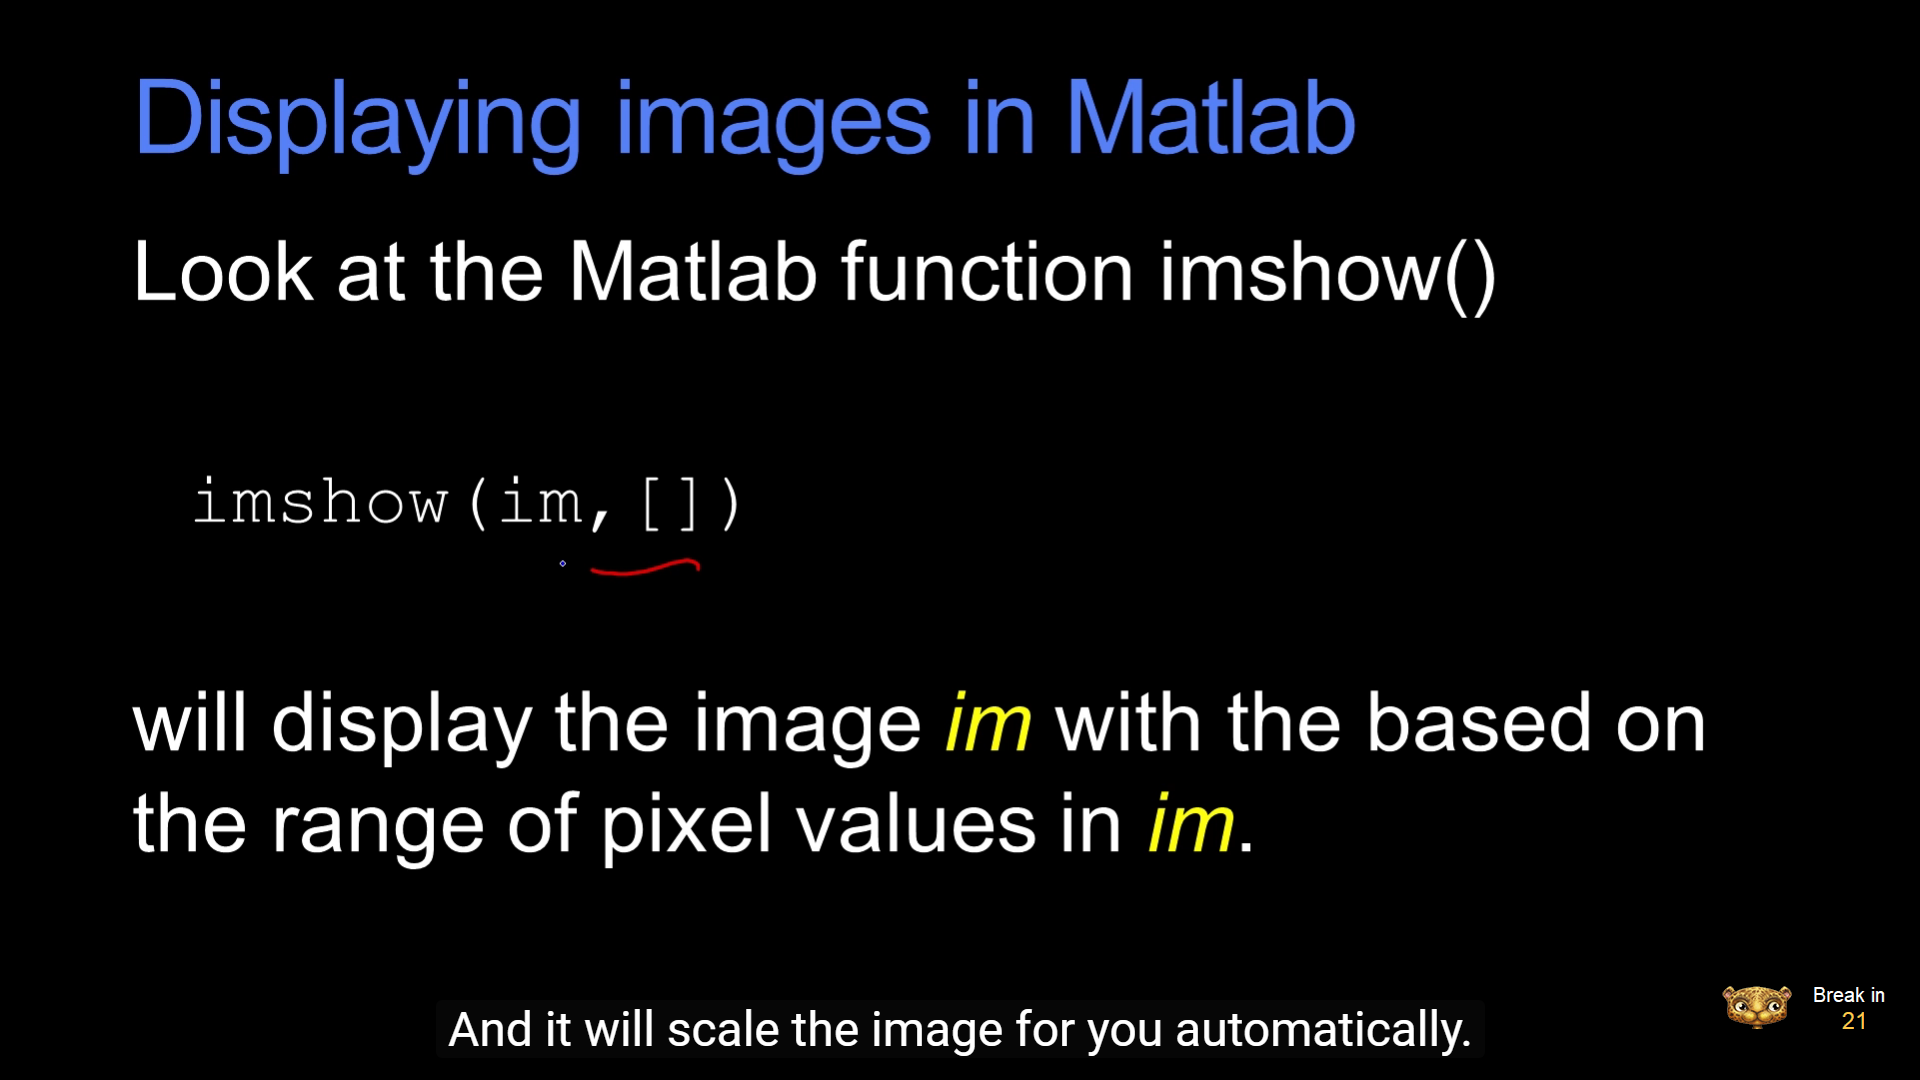 Displaying images in Matlab
Look at the Matlab function imshow()
imshow(im,[])
will display the image im with the based on
the range of pixel values in im.
And it will scale the image for you automatically.
Break in
21